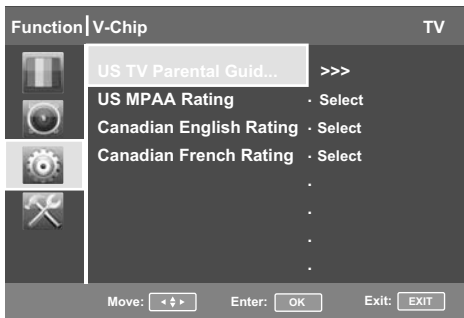 Function V-Chip TV
US TV Parental Guid... >>>
US MPAA Rating · Select
Canadian English Rating · Select
Canadian French Rating · Select
·
·
·
·
Move: Enter: OK Exit: EXIT